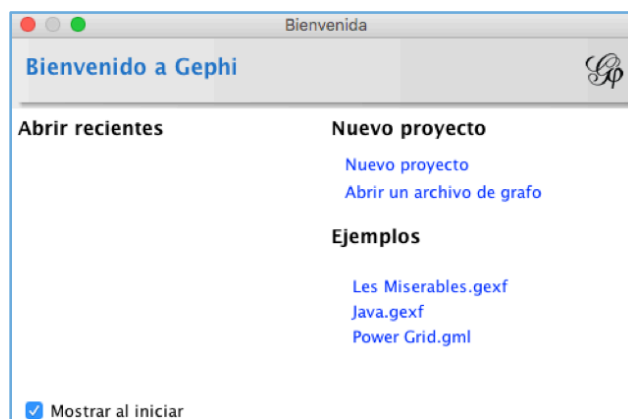 Bienvenida
Bienvenido a Gephi
Abrir recientes
Nuevo proyecto
Nuevo proyecto
Abrir un archivo de grafo
Ejemplos
Les Miserables.gexf
Java.gexf
Power Grid.gml
Mostrar al iniciar